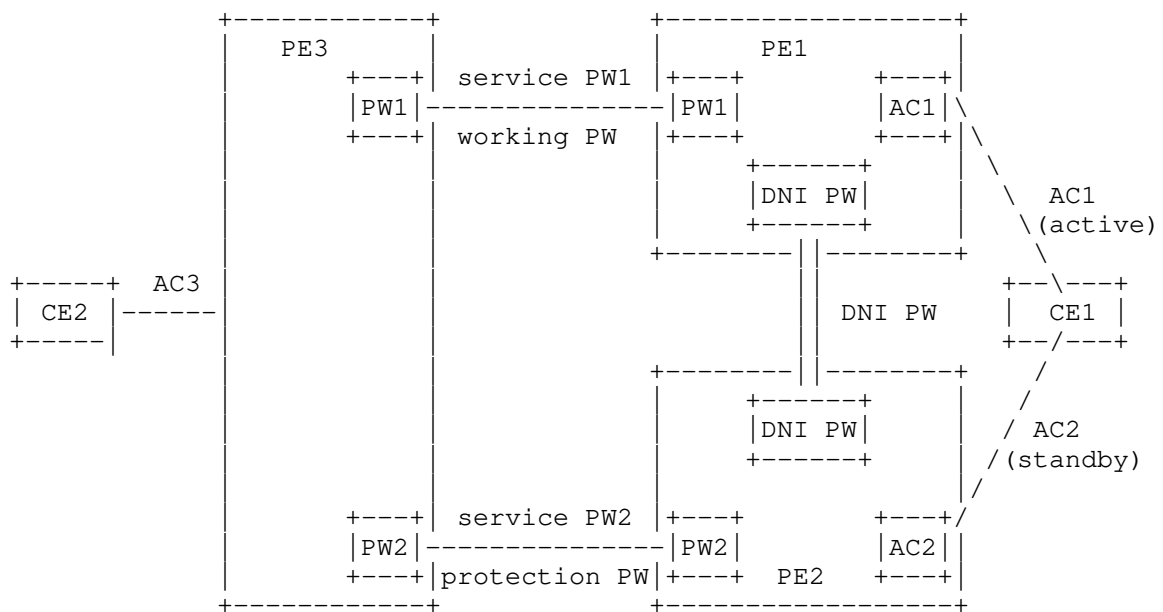 PE3 PE1
service PW1
PW1 PW1 AC1
working PW
DNI PW
AC1
(active)
AC3
CE2 DNI PW CE1
DNI PW AC2
(standby)
service PW2
PW2 PW2 AC2
protection PW PE2